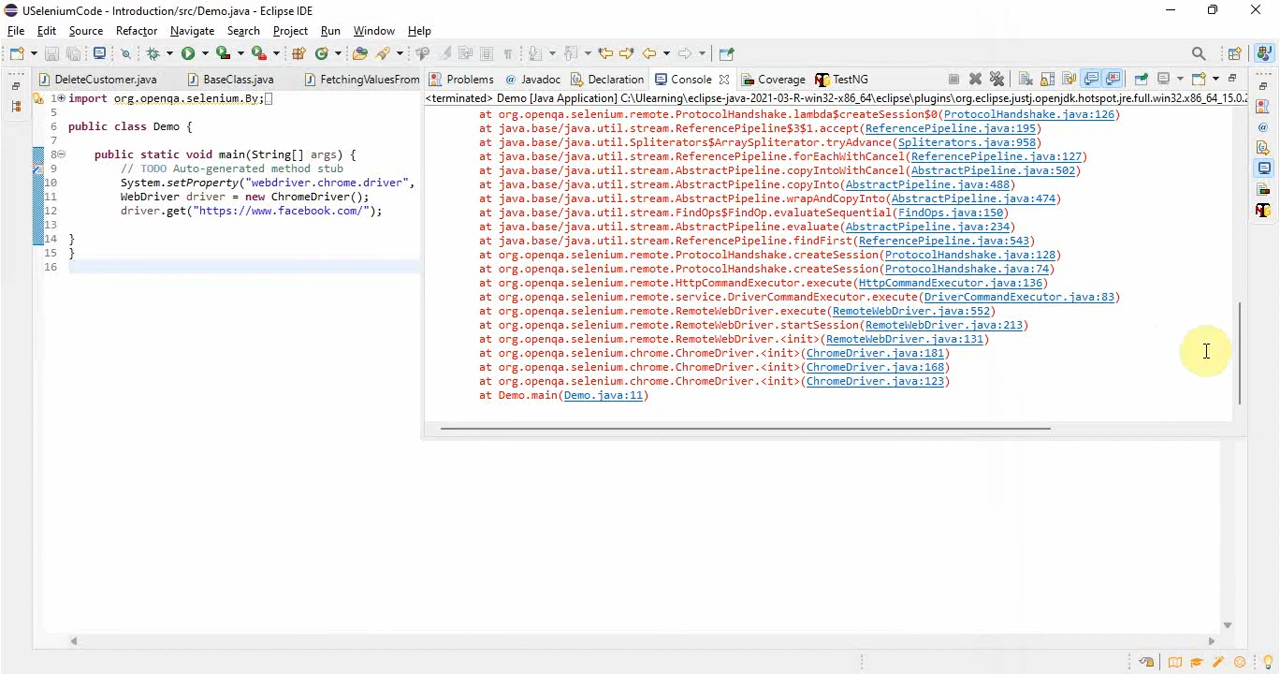 USeleniumCode - Introduction/src/Demo.java - Eclipse IDE
File Edit Source Refactor Navigate Search Project Run Window Help
DeleteCustomer.java BaseClass.java FetchingValuesFrom Problems Javadoc Declaration Console Coverage TestNG
<terminated> Demo [Java Application] C:\Ulearning\eclipse-java-2021-03-R-win32-x86_64\eclipse\plugins\org.eclipse.justj.openjdk.hotspot.jre.full.win32.x86_64_15.0.2
1 import org.openqa.selenium.By;
5
6 public class Demo {
7
8 public static void main(String[] args) {
9 // TODO Auto-generated method stub
10 System.setProperty("webdriver.chrome.driver",
11 WebDriver driver = new ChromeDriver();
12 driver.get("https://www.facebook.com/");
13
14 }
15 }
16
at org.openqa.selenium.remote.ProtocolHandshake.lambda$createSession$0(ProtocolHandshake.java:126)
at java.base/java.util.stream.ReferencePipeline$3$1.accept(ReferencePipeline.java:195)
at java.base/java.util.Spliterators$ArraySpliterator.tryAdvance(Spliterators.java:958)
at java.base/java.util.stream.ReferencePipeline.forEachWithCancel(ReferencePipeline.java:127)
at java.base/java.util.stream.AbstractPipeline.copyIntoWithCancel(AbstractPipeline.java:502)
at java.base/java.util.stream.AbstractPipeline.copyInto(AbstractPipeline.java:488)
at java.base/java.util.stream.AbstractPipeline.wrapAndCopyInto(AbstractPipeline.java:474)
at java.base/java.util.stream.FindOps$FindOp.evaluateSequential(FindOps.java:150)
at java.base/java.util.stream.AbstractPipeline.evaluate(AbstractPipeline.java:234)
at java.base/java.util.stream.ReferencePipeline.findFirst(ReferencePipeline.java:543)
at org.openqa.selenium.remote.ProtocolHandshake.createSession(ProtocolHandshake.java:128)
at org.openqa.selenium.remote.ProtocolHandshake.createSession(ProtocolHandshake.java:74)
at org.openqa.selenium.remote.HttpCommandExecutor.execute(HttpCommandExecutor.java:136)
at org.openqa.selenium.remote.service.DriverCommandExecutor.execute(DriverCommandExecutor.java:83)
at org.openqa.selenium.remote.RemoteWebDriver.execute(RemoteWebDriver.java:552)
at org.openqa.selenium.remote.RemoteWebDriver.startSession(RemoteWebDriver.java:213)
at org.openqa.selenium.remote.RemoteWebDriver.<init>(RemoteWebDriver.java:131)
at org.openqa.selenium.chrome.ChromeDriver.<init>(ChromeDriver.java:181)
at org.openqa.selenium.chrome.ChromeDriver.<init>(ChromeDriver.java:168)
at org.openqa.selenium.chrome.ChromeDriver.<init>(ChromeDriver.java:123)
at Demo.main(Demo.java:11)